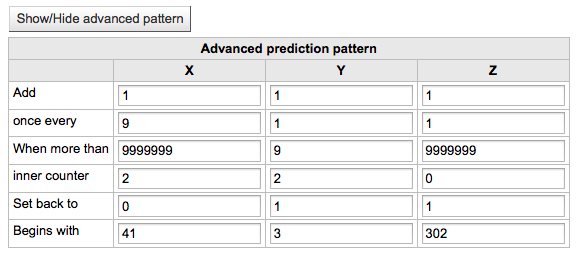 Show/Hide advanced pattern
Advanced prediction pattern
X Y Z
Add 1 1 1
once every 9 1 1
When more than 9999999 9 9999999
inner counter 2 2 0
Set back to 0 1 1
Begins with 41 3 302